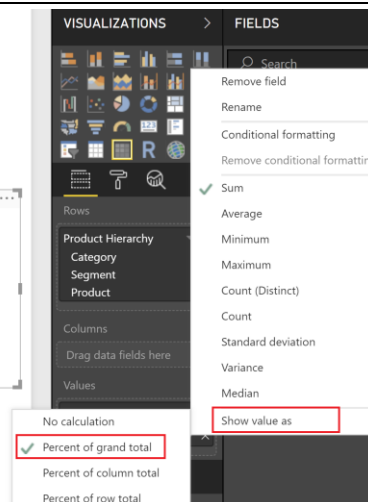 VISUALIZATIONS
FIELDS
Search
R
123
Rows
Product Hierarchy
Category
Segment
Product
Columns
Drag data fields here
Values
Remove field
Rename
Conditional formatting
Remove conditional formattin
Sum
Average
Minimum
Maximum
Count (Distinct)
Count
Standard deviation
Variance
Median
Show value as
No calculation
Percent of grand total
Percent of column total
Percent of row total